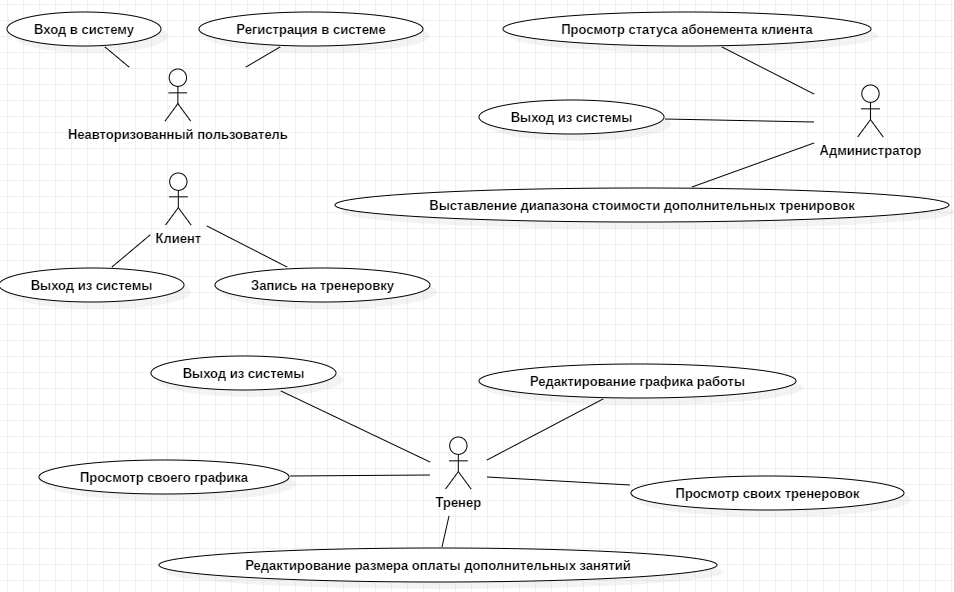 Вход в систему
Регистрация в системе
Просмотр статуса абонемента клиента
Выход из системы
Неавторизованный пользователь
Администратор
Выставление диапазона стоимости дополнительных тренировок
Клиент
Выход из системы
Запись на тренеровку
Выход из системы
Редактирование графика работы
Просмотр своего графика
Просмотр своих тренеровок
Тренер
Редактирование размера оплаты дополнительных занятий